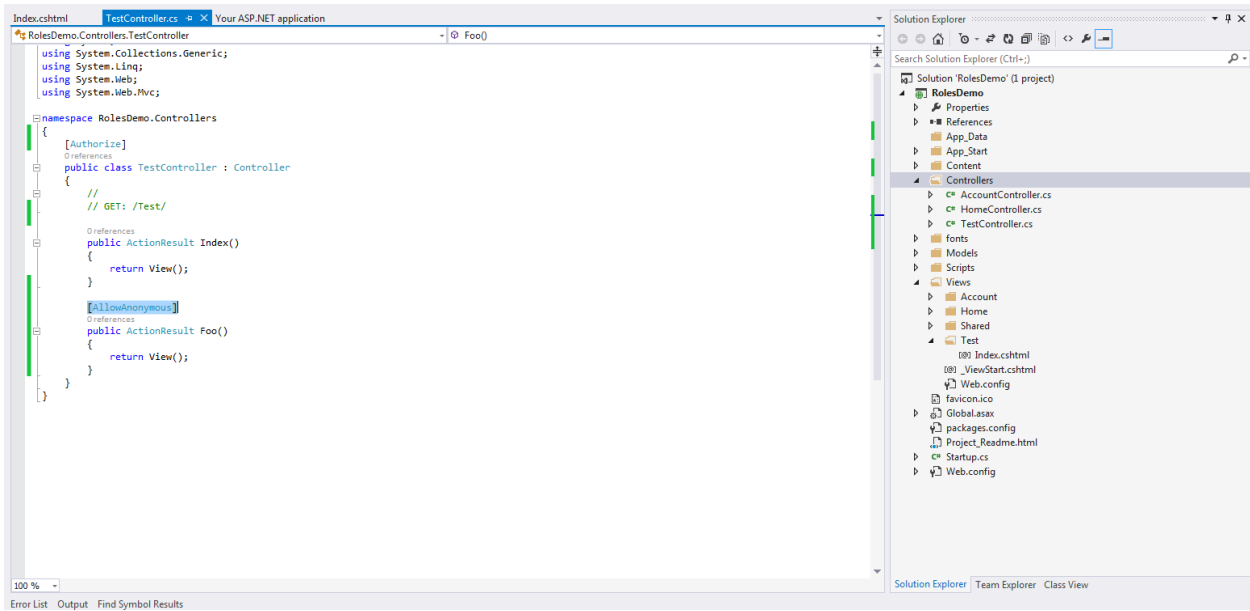 Index.cshtml TestController.cs Your ASP.NET application
RolesDemo.Controllers.TestController Foo()
using System.Collections.Generic;
using System.Linq;
using System.Web;
using System.Web.Mvc;
namespace RolesDemo.Controllers
{
[Authorize]
0 references
public class TestController : Controller
{
//
// GET: /Test/
0 references
public ActionResult Index()
{
return View();
}
[AllowAnonymous]
0 references
public ActionResult Foo()
{
return View();
}
}
}
100 %
Error List Output Find Symbol Results
Solution Explorer
Search Solution Explorer (Ctrl+;)
Solution 'RolesDemo' (1 project)
RolesDemo
Properties
References
App_Data
App_Start
Content
Controllers
C# AccountController.cs
C# HomeController.cs
C# TestController.cs
fonts
Models
Scripts
Views
Account
Home
Shared
Test
[@] Index.cshtml
[@] _ViewStart.cshtml
Web.config
favicon.ico
Global.asax
packages.config
Project_Readme.html
C# Startup.cs
Web.config
Solution Explorer Team Explorer Class View